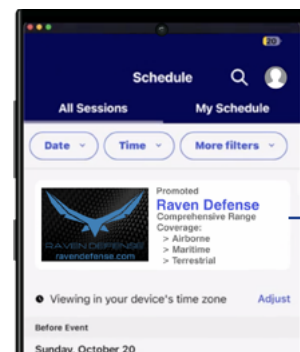 20
Schedule
All Sessions
My Schedule
Date
Time
More filters
RAVEN DEFENSE
ravendefense.com
Promoted
Raven Defense
Comprehensive Range
Coverage:
> Airborne
> Maritime
> Terrestrial
Viewing in your device's time zone
Adjust
Before Event
Sunday, October 20